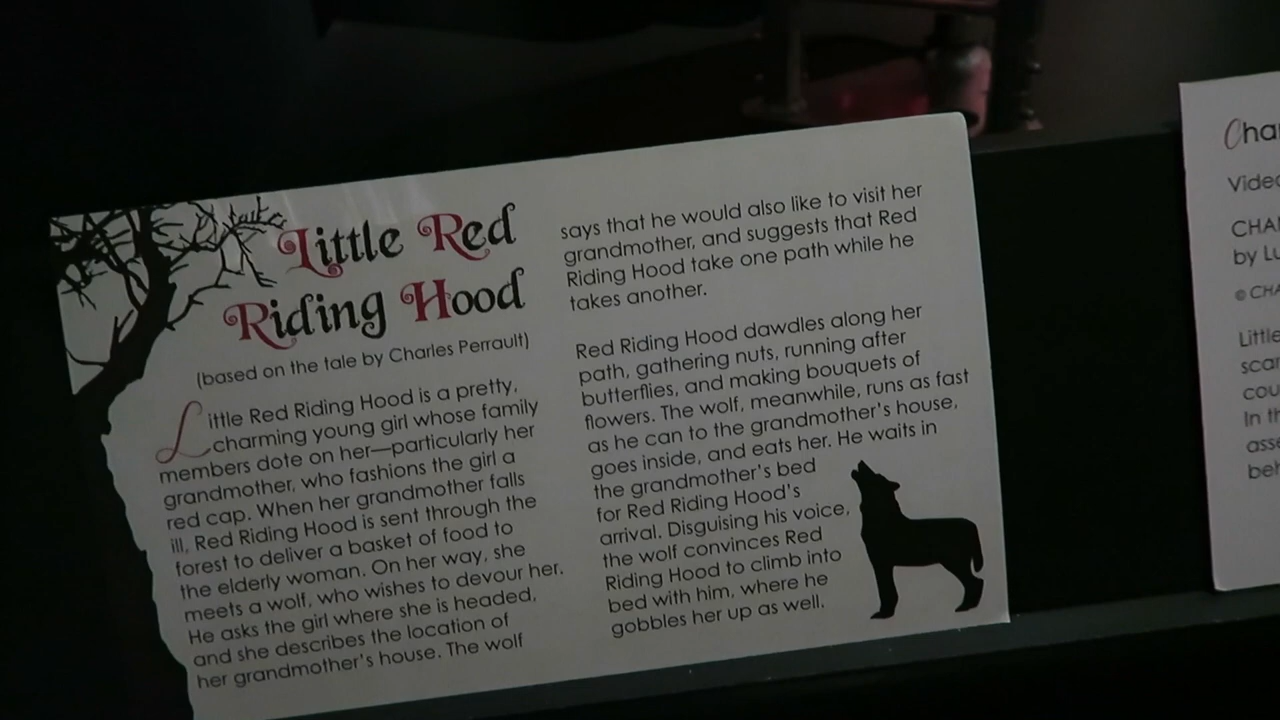 Little Red
Riding Hood
(based on the tale by Charles Perrault)
Little Red Riding Hood is a pretty,
charming young girl whose family
members dote on her—particularly her
grandmother, who fashions the girl a
red cap. When her grandmother falls
ill, Red Riding Hood is sent through the
forest to deliver a basket of food to
the elderly woman. On her way, she
meets a wolf, who wishes to devour her.
He asks the girl where she is headed,
and she describes the location of
her grandmother's house. The wolf
says that he would also like to visit her
grandmother, and suggests that Red
Riding Hood take one path while he
takes another.
Red Riding Hood dawdles along her
path, gathering nuts, running after
butterflies, and making bouquets of
flowers. The wolf, meanwhile, runs as fast
as he can to the grandmother's house,
goes inside, and eats her. He waits in
the grandmother's bed
for Red Riding Hood's
arrival. Disguising his voice,
the wolf convinces Red
Riding Hood to climb into
bed with him, where he
gobbles her up as well.
by
©
In